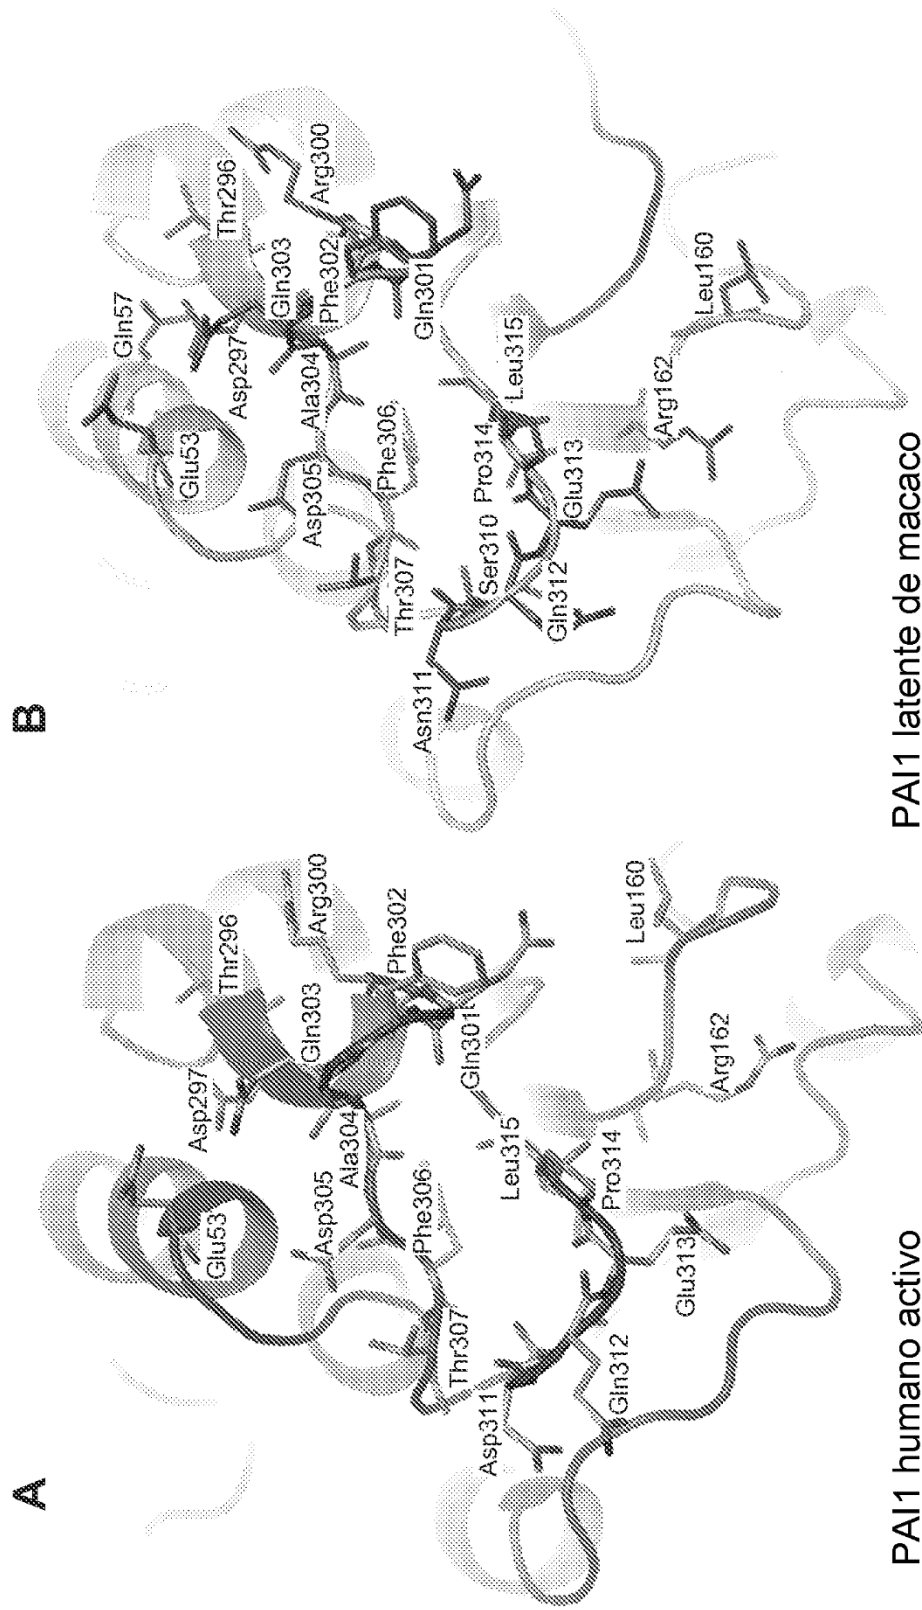 A
Thr296
Asp297
Gln303
Arg300
Glu53
Ala304
Phe302
Asp305
Phe306
Gln301
Thr307
Leu315
Asp311
Pro314
Leu160
Gln312
Glu313
Arg162
PAI1 humano activo
B
Gln57
Thr296
Glu53
Asp297
Gln303
Arg300
Ala304
Phe302
Asp305
Phe306
Gln301
Thr307
Asn311
Ser310
Pro314
Leu315
Gln312
Glu313
Arg162
Leu160
PAI1 latente de macaco